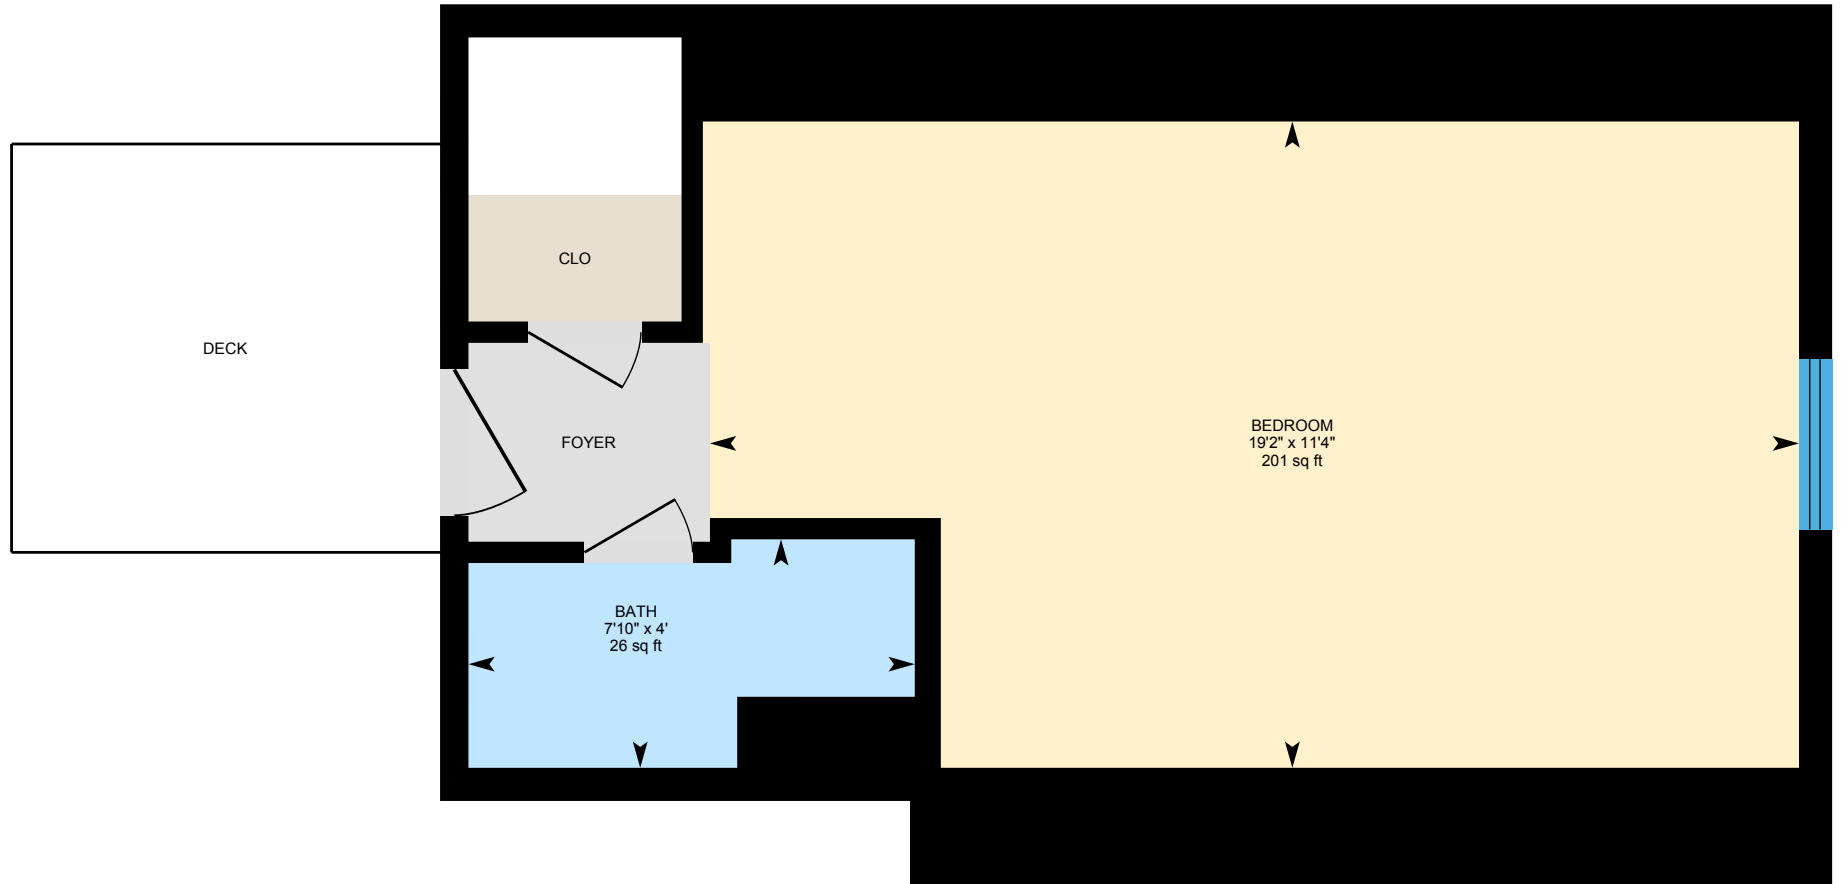 CLO
DECK
FOYER
BEDROOM
19'2" x 11'4"
201 sq ft
BATH
7'10" x 4'
26 sq ft